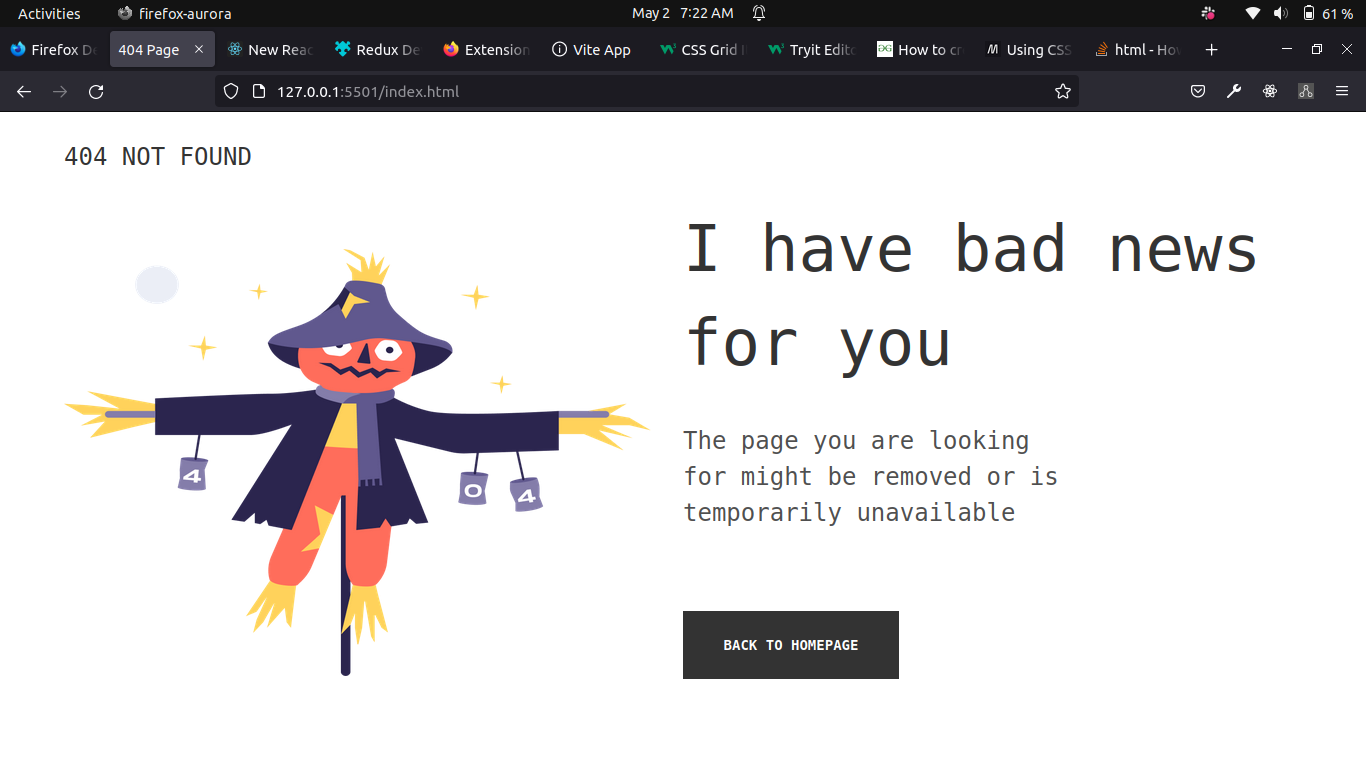 Activities firefox-aurora May 2 7:22 AM 61 %
Firefox De 404 Page New Reac Redux De Extension Vite App CSS Grid Tryit Edito How to cr Using CSS html - How
127.0.0.1:5501/index.html
404 NOT FOUND
I have bad news
for you
The page you are looking
for might be removed or is
temporarily unavailable
4 0 4
BACK TO HOMEPAGE